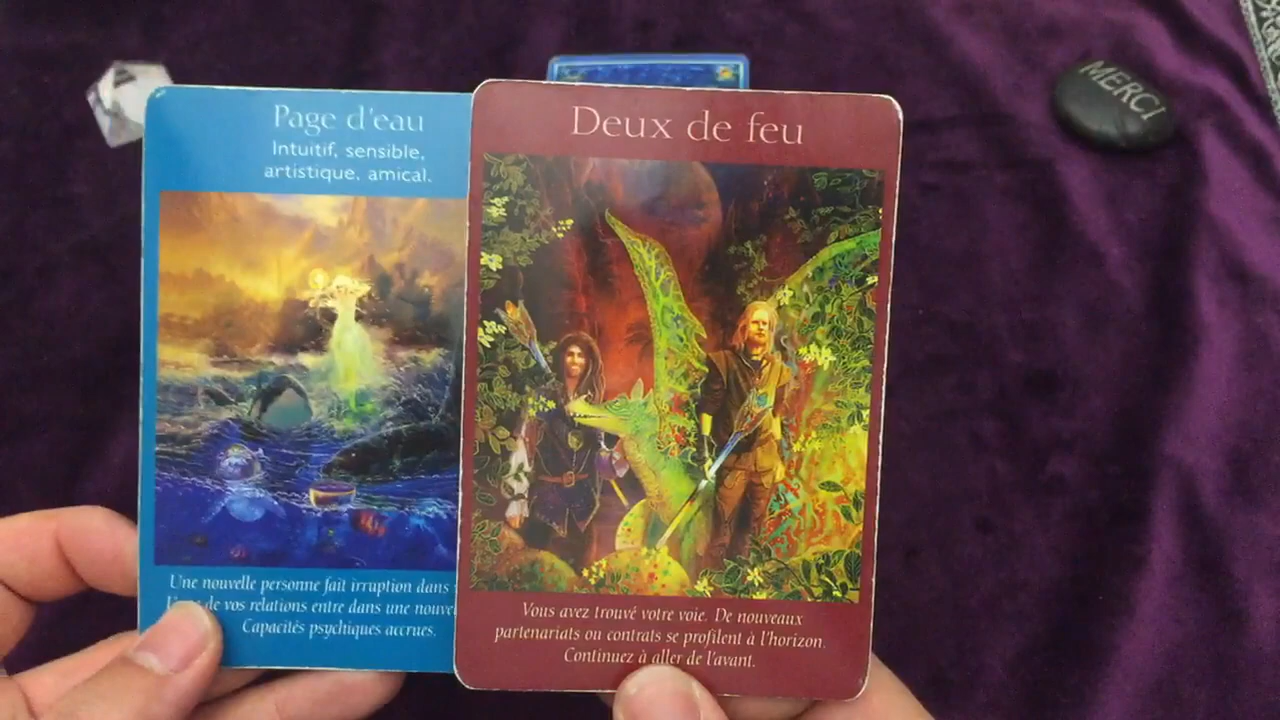 Page d'eau
Intuitif, sensible,
artistique, amical.
Une nouvelle personne fait irruption dans
de vos relations entre dans une
Capacités psychiques accrues.
Deux de feu
Vous avez trouvé votre voie. De nouveaux
partenariats ou contrats se profilent à l'horizon.
Continuez à aller de l'avant.
MERCI